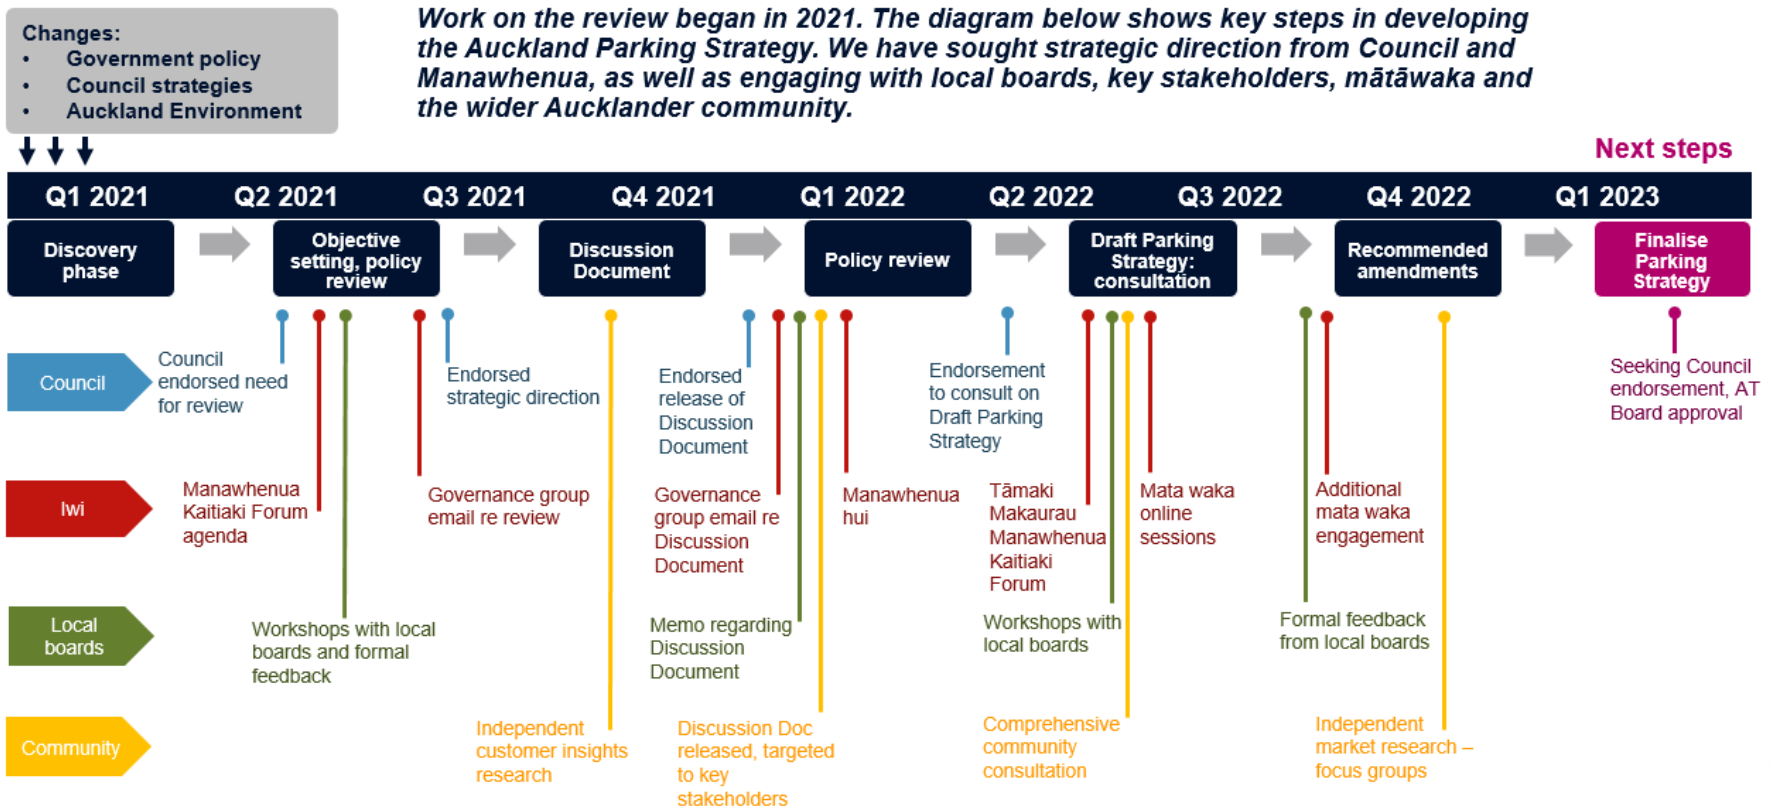 Changes:
• Government policy
• Council strategies
• Auckland Environment
Work on the review began in 2021. The diagram below shows key steps in developing
the Auckland Parking Strategy. We have sought strategic direction from Council and
Manawhenua, as well as engaging with local boards, key stakeholders, mātāwaka and
the wider Aucklander community.
Next steps
Q1 2021 Q2 2021 Q3 2021 Q4 2021 Q1 2022 Q2 2022 Q3 2022 Q4 2022 Q1 2023
Discovery
phase
Objective
setting, policy
review
Discussion
Document
Policy review
Draft Parking
Strategy:
consultation
Recommended
amendments
Finalise
Parking
Strategy
Council
Council
endorsed need
for review
Endorsed
strategic direction
Endorsed
release of
Discussion
Document
Endorsement
to consult on
Draft Parking
Strategy
Seeking Council
endorsement, AT
Board approval
Iwi
Manawhenua
Kaitiaki Forum
agenda
Governance group
email re review
Governance
group email re
Discussion
Document
Manawhenua
hui
Tāmaki
Makaurau
Manawhenua
Kaitiaki
Forum
Mata waka
online
sessions
Additional
mata waka
engagement
Local
boards
Workshops with local
boards and formal
feedback
Memo regarding
Discussion
Document
Workshops with
local boards
Formal feedback
from local boards
Community
Independent
customer insights
research
Discussion Doc
released, targeted
to key
stakeholders
Comprehensive
community
consultation
Independent
market research –
focus groups